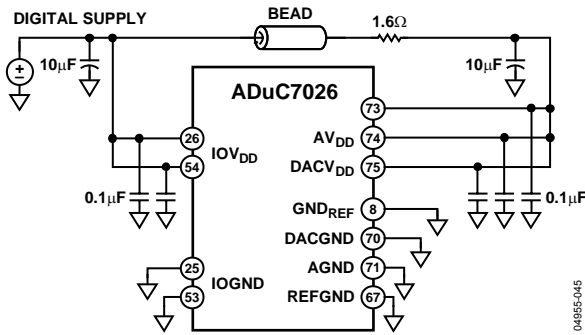 DIGITAL SUPPLY
BEAD
1.6Ω
10µF
10µF
ADuC7026
73
26
AVDD
74
IOVDD
54
DACVDD
75
0.1µF
0.1µF
GNDREF
8
DACGND
70
25
IOGND
AGND
71
53
REFGND
67
04955-045